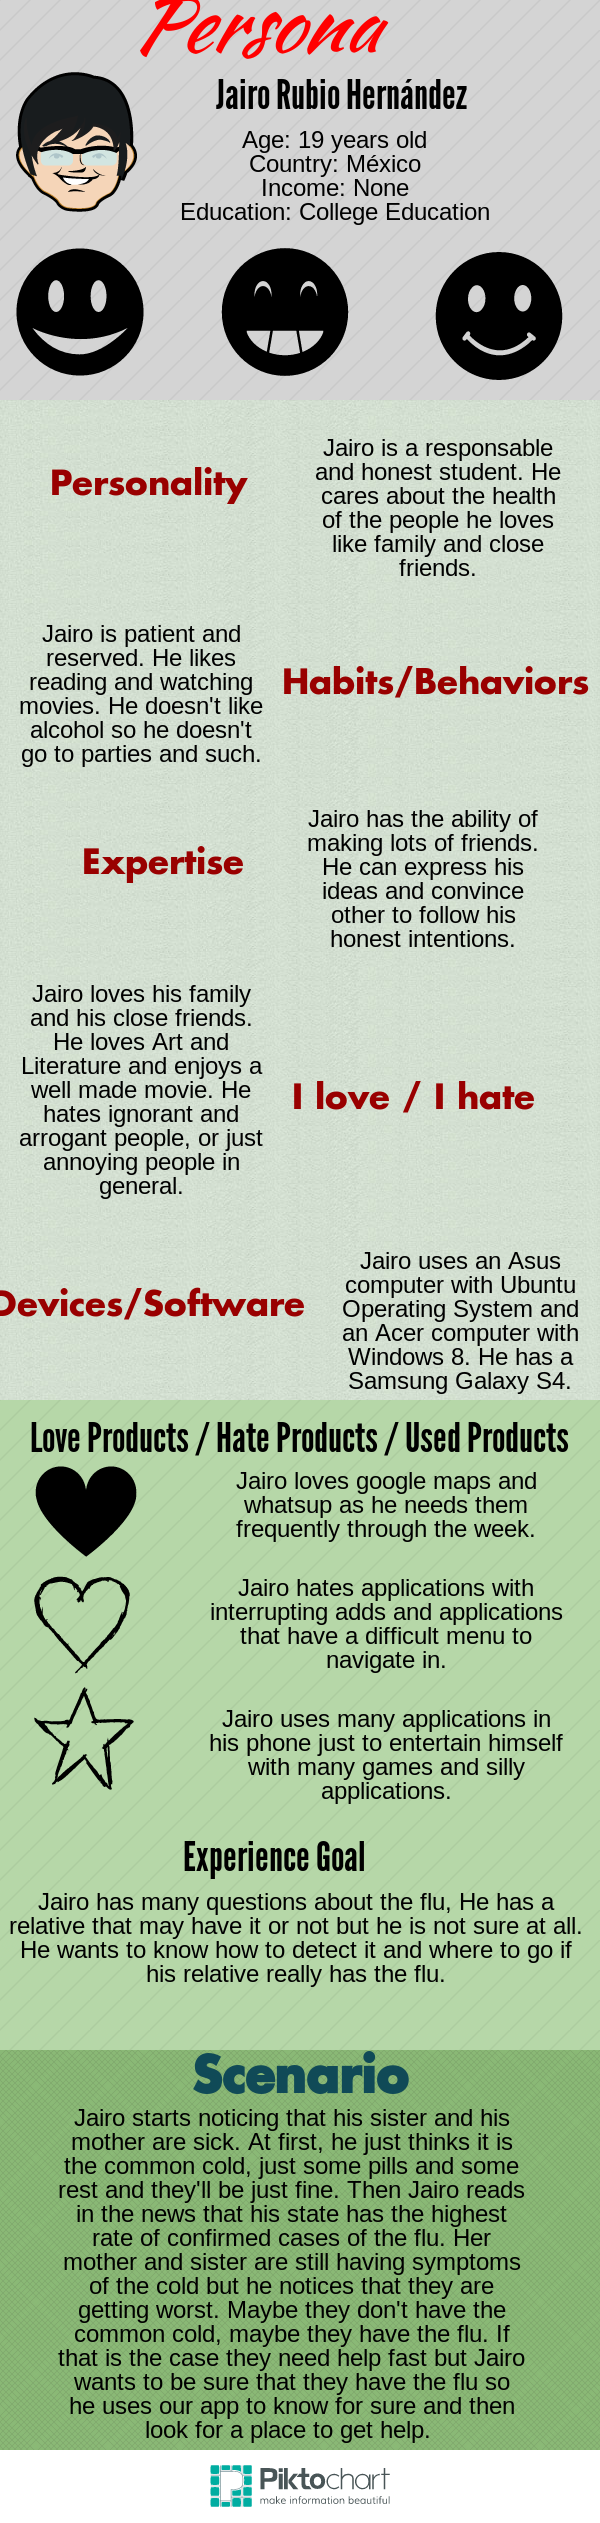 Persona
Jairo Rubio Hernández
Age: 19 years old
Country: México
Income: None
Education: College Education
Personality
Jairo is a responsable
and honest student. He
cares about the health
of the people he loves
like family and close
friends.
Jairo is patient and
reserved. He likes
reading and watching
movies. He doesn't like
alcohol so he doesn't
go to parties and such.
Habits/Behaviors
Expertise
Jairo has the ability of
making lots of friends.
He can express his
ideas and convince
other to follow his
honest intentions.
Jairo loves his family
and his close friends.
He loves Art and
Literature and enjoys a
well made movie. He
hates ignorant and
arrogant people, or just
annoying people in
general.
I love / I hate
Devices/Software
Jairo uses an Asus
computer with Ubuntu
Operating System and
an Acer computer with
Windows 8. He has a
Samsung Galaxy S4.
Love Products / Hate Products / Used Products
Jairo loves google maps and
whatsup as he needs them
frequently through the week.
Jairo hates applications with
interrupting adds and applications
that have a difficult menu to
navigate in.
Jairo uses many applications in
his phone just to entertain himself
with many games and silly
applications.
Experience Goal
Jairo has many questions about the flu, He has a
relative that may have it or not but he is not sure at all.
He wants to know how to detect it and where to go if
his relative really has the flu.
Scenario
Jairo starts noticing that his sister and his
mother are sick. At first, he just thinks it is
the common cold, just some pills and some
rest and they'll be just fine. Then Jairo reads
in the news that his state has the highest
rate of confirmed cases of the flu. Her
mother and sister are still having symptoms
of the cold but he notices that they are
getting worst. Maybe they don't have the
common cold, maybe they have the flu. If
that is the case they need help fast but Jairo
wants to be sure that they have the flu so
he uses our app to know for sure and then
look for a place to get help.
Piktochart
make information beautiful